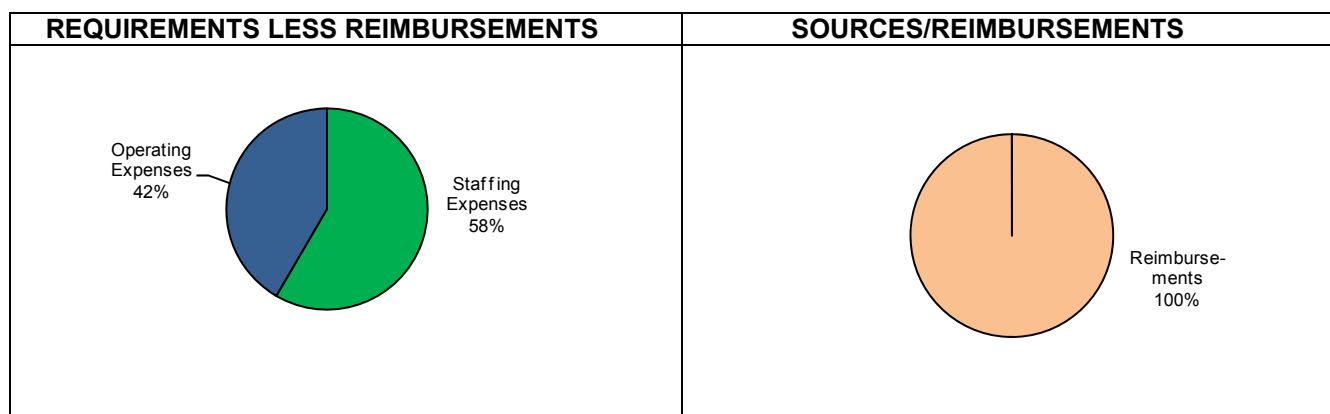 REQUIREMENTS LESS REIMBURSEMENTS
SOURCES/REIMBURSEMENTS
Operating
Expenses
42%
Staffing
Expenses
58%
Reimburse-
ments
100%